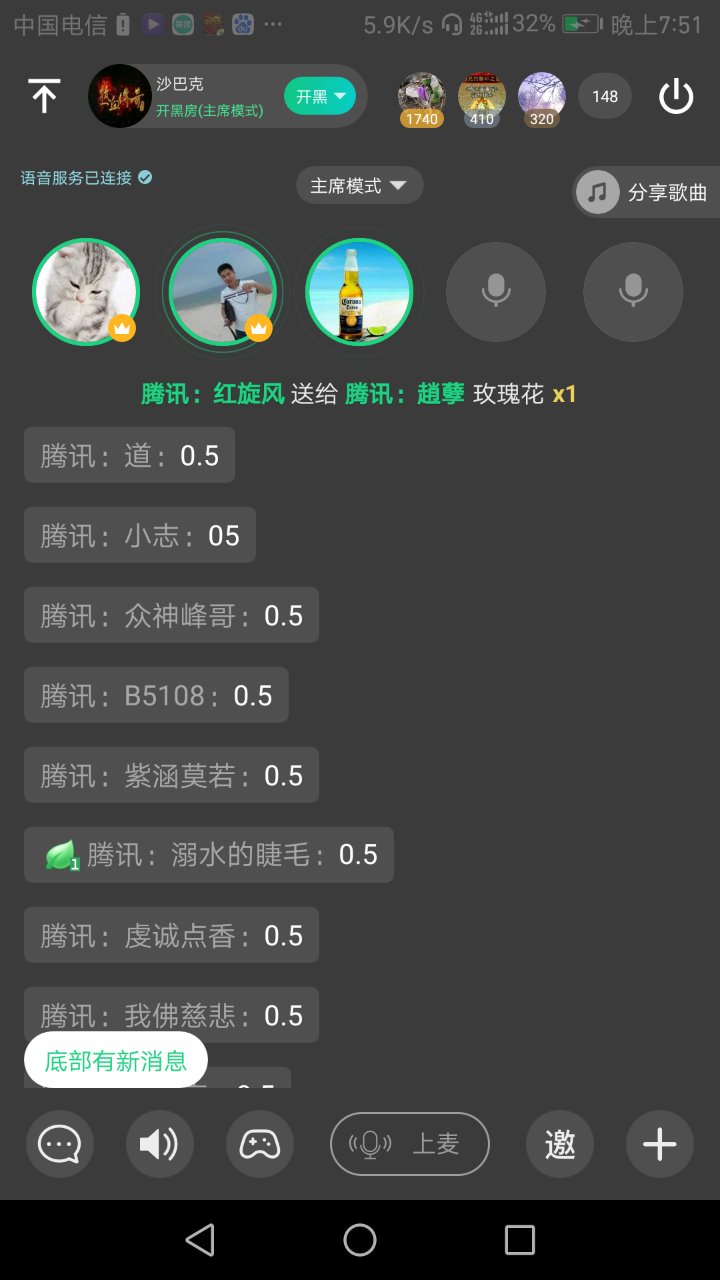 中国电信 ··· 5.9K/s 4G 2G 32% 晚上7:51
沙巴克
开黑房(主席模式)
开黑
1740 410 320 148
语音服务已连接
主席模式
分享歌曲
腾讯：红旋风 送给 腾讯：趙孽 玫瑰花 x1
腾讯：道：0.5
腾讯：小志：05
腾讯：众神峰哥：0.5
腾讯：B5108：0.5
腾讯：紫涵莫若：0.5
1 腾讯：溺水的睫毛：0.5
腾讯：虔诚点香：0.5
腾讯：我佛慈悲：0.5
底部有新消息
上麦
邀